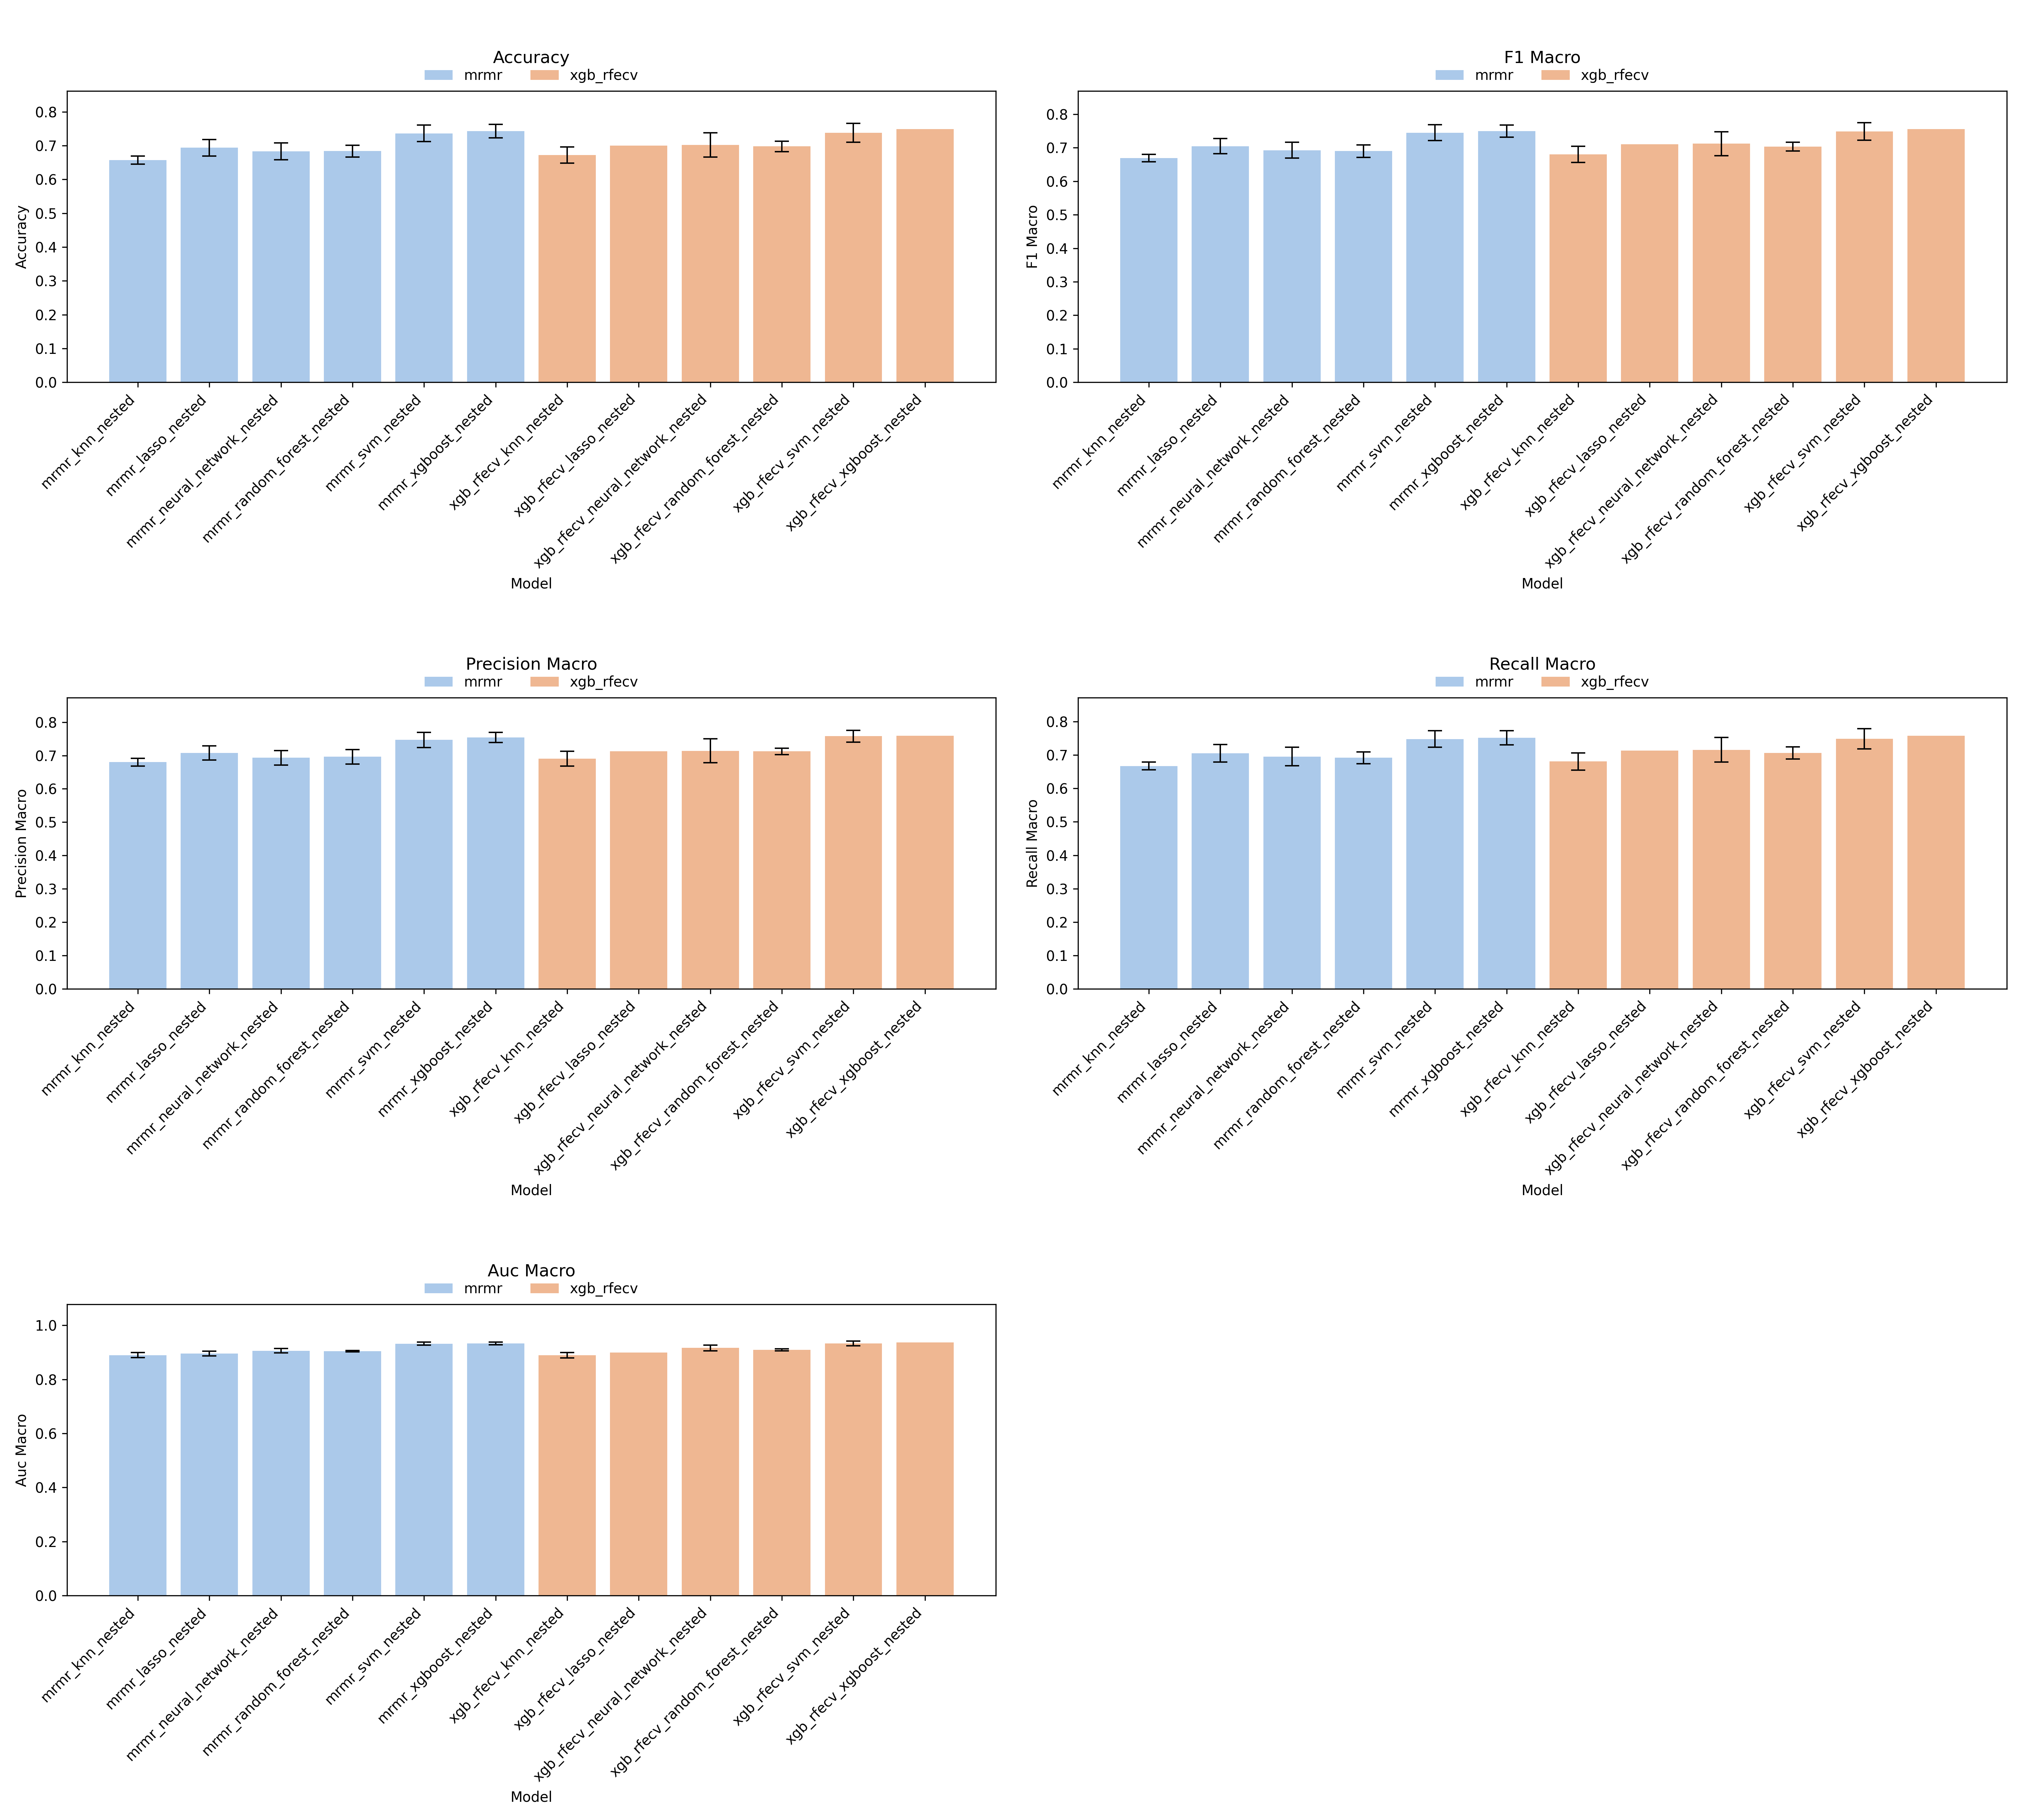 Accuracy
mrmr xgb_rfecv
0.8
0.7
0.6
0.5
0.4
0.3
0.2
0.1
0.0
Accuracy
mrmr_knn_nested
mrmr_lasso_nested
mrmr_neural_network_nested
mrmr_random_forest_nested
mrmr_svm_nested
mrmr_xgboost_nested
xgb_rfecv_knn_nested
xgb_rfecv_lasso_nested
xgb_rfecv_neural_network_nested
xgb_rfecv_random_forest_nested
xgb_rfecv_svm_nested
xgb_rfecv_xgboost_nested
Model
F1 Macro
mrmr xgb_rfecv
0.8
0.7
0.6
0.5
0.4
0.3
0.2
0.1
0.0
F1 Macro
mrmr_knn_nested
mrmr_lasso_nested
mrmr_neural_network_nested
mrmr_random_forest_nested
mrmr_svm_nested
mrmr_xgboost_nested
xgb_rfecv_knn_nested
xgb_rfecv_lasso_nested
xgb_rfecv_neural_network_nested
xgb_rfecv_random_forest_nested
xgb_rfecv_svm_nested
xgb_rfecv_xgboost_nested
Model
Precision Macro
mrmr xgb_rfecv
0.8
0.7
0.6
0.5
0.4
0.3
0.2
0.1
0.0
Precision Macro
mrmr_knn_nested
mrmr_lasso_nested
mrmr_neural_network_nested
mrmr_random_forest_nested
mrmr_svm_nested
mrmr_xgboost_nested
xgb_rfecv_knn_nested
xgb_rfecv_lasso_nested
xgb_rfecv_neural_network_nested
xgb_rfecv_random_forest_nested
xgb_rfecv_svm_nested
xgb_rfecv_xgboost_nested
Model
Recall Macro
mrmr xgb_rfecv
0.8
0.7
0.6
0.5
0.4
0.3
0.2
0.1
0.0
Recall Macro
mrmr_knn_nested
mrmr_lasso_nested
mrmr_neural_network_nested
mrmr_random_forest_nested
mrmr_svm_nested
mrmr_xgboost_nested
xgb_rfecv_knn_nested
xgb_rfecv_lasso_nested
xgb_rfecv_neural_network_nested
xgb_rfecv_random_forest_nested
xgb_rfecv_svm_nested
xgb_rfecv_xgboost_nested
Model
Auc Macro
mrmr xgb_rfecv
1.0
0.8
0.6
0.4
0.2
0.0
Auc Macro
mrmr_knn_nested
mrmr_lasso_nested
mrmr_neural_network_nested
mrmr_random_forest_nested
mrmr_svm_nested
mrmr_xgboost_nested
xgb_rfecv_knn_nested
xgb_rfecv_lasso_nested
xgb_rfecv_neural_network_nested
xgb_rfecv_random_forest_nested
xgb_rfecv_svm_nested
xgb_rfecv_xgboost_nested
Model